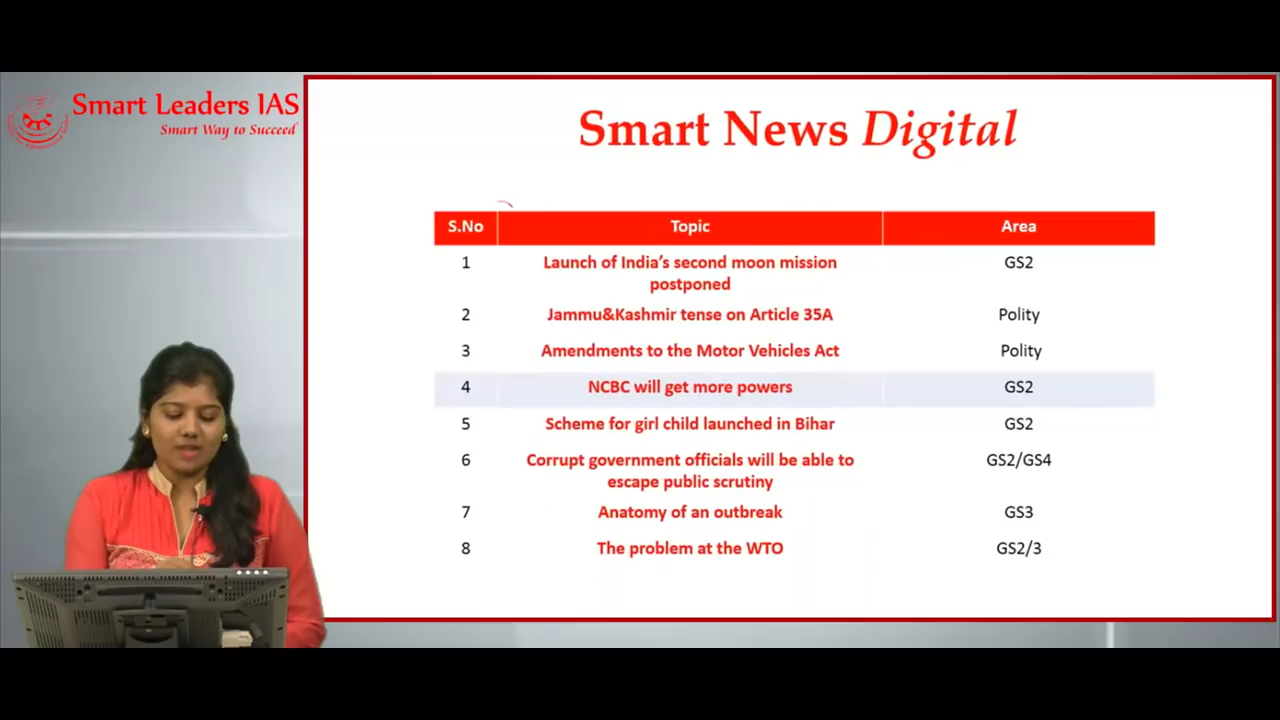 Smart Leaders IAS
Smart Way to Succeed
Smart News Digital
S.No Topic Area
1 Launch of India's second moon mission postponed GS2
2 Jammu&Kashmir tense on Article 35A Polity
3 Amendments to the Motor Vehicles Act Polity
4 NCBC will get more powers GS2
5 Scheme for girl child launched in Bihar GS2
6 Corrupt government officials will be able to escape public scrutiny GS2/GS4
7 Anatomy of an outbreak GS3
8 The problem at the WTO GS2/3